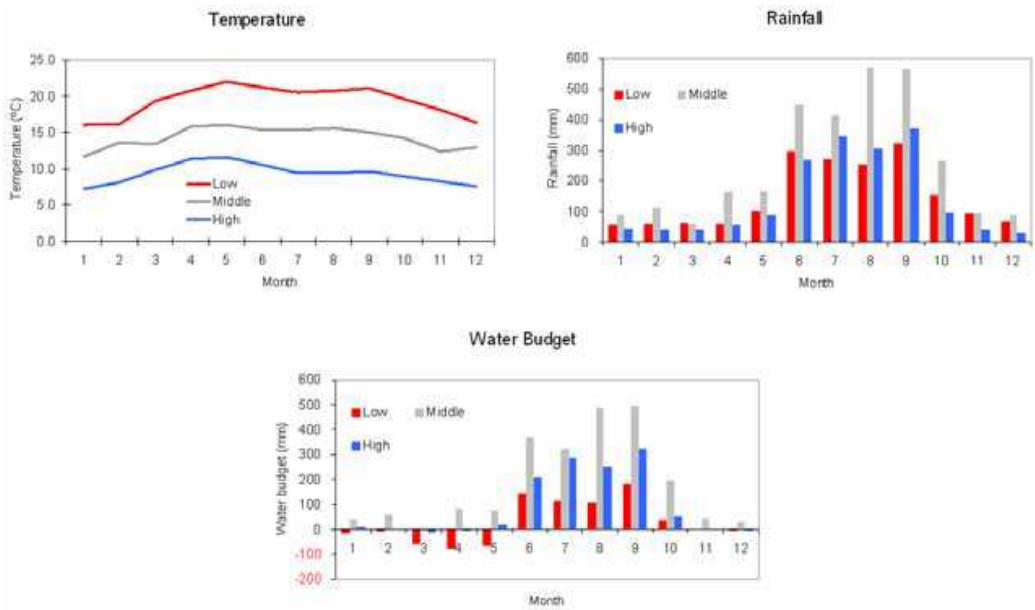 Temperature
25.0
20.0
15.0
10.0
5.0
0.0
Temperature (ºC)
Low
Middle
High
1 2 3 4 5 6 7 8 9 10 11 12
Month
Rainfall
600
500
400
300
200
100
0
Rainfall (mm)
Low Middle
High
1 2 3 4 5 6 7 8 9 10 11 12
Month
Water Budget
600
500
400
300
200
100
0
-100
-200
Water budget (mm)
Low Middle
High
1 2 3 4 5 6 7 8 9 10 11 12
Month